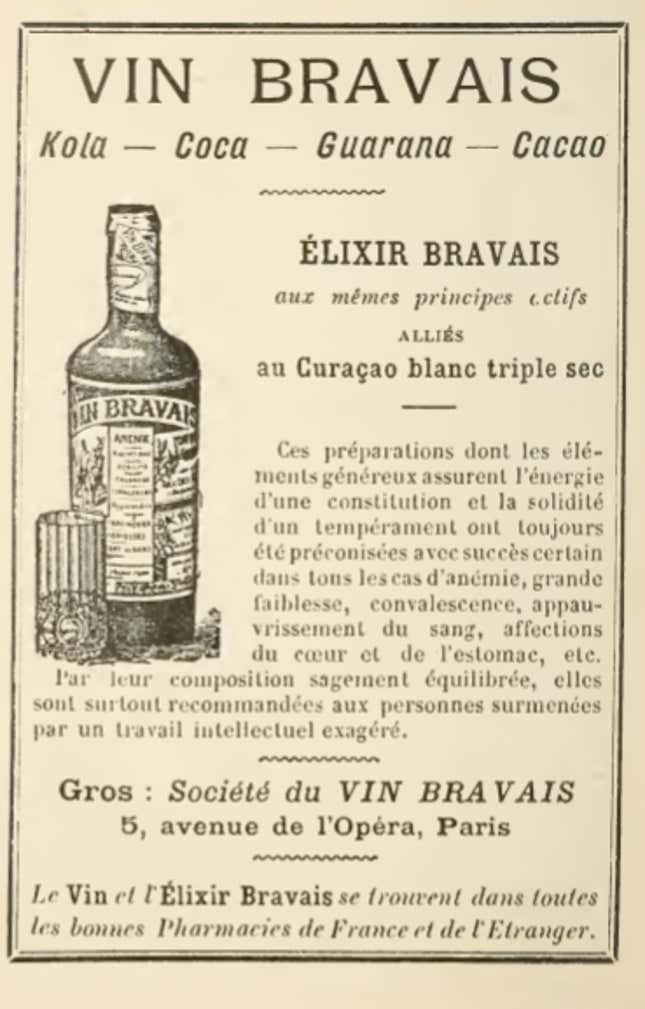 VIN BRAVAIS
Kola — Coca — Guarana — Cacao
ÉLIXIR BRAVAIS
aux mêmes principes actifs
ALLIÉS
au Curaçao blanc triple sec
VIN BRAVAIS
Ces préparations dont les élé-
ments généreux assurent l'énergie
d'une constitution et la solidité
d'un tempérament ont toujours
été préconisées avec succès certain
dans tous les cas d'anémie, grande
faiblesse, convalescence, appau-
vrissement du sang, affections
du cœur et de l'estomac, etc.
Par leur composition sagement équilibrée, elles
sont surtout recommandées aux personnes surmenées
par un travail intellectuel exagéré.
Gros : Société du VIN BRAVAIS
5, avenue de l'Opéra, Paris
Le Vin et l'Élixir Bravais se trouvent dans toutes
les bonnes Pharmacies de France et de l'Etranger.